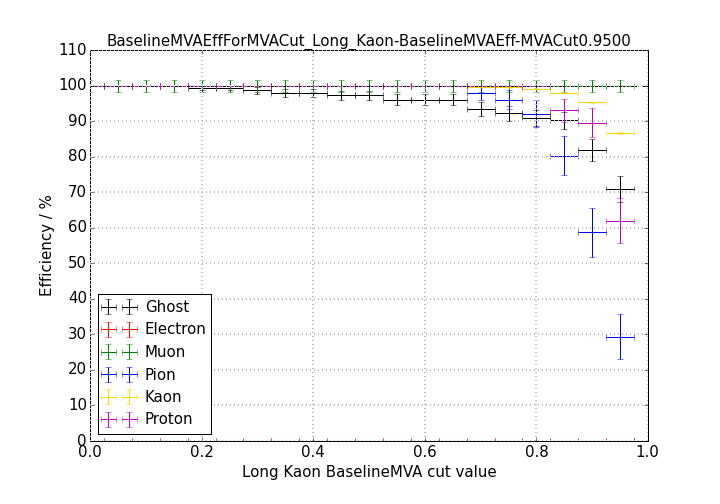 BaselineMVAEffForMVACut_Long_Kaon-BaselineMVAEff-MVACut0.9500
110
100
90
80
70
60
50
40
30
20
10
0
Efficiency / %
Ghost
Electron
Muon
Pion
Kaon
Proton
0.0 0.2 0.4 0.6 0.8 1.0
Long Kaon BaselineMVA cut value